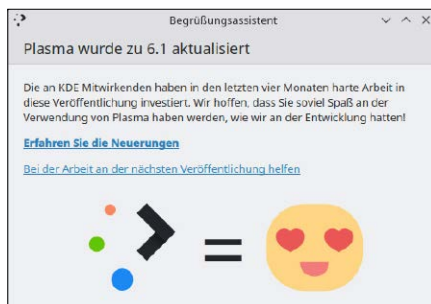 Begrüßungsassistent
Plasma wurde zu 6.1 aktualisiert
Die an KDE Mitwirkenden haben in den letzten vier Monaten harte Arbeit in
diese Veröffentlichung investiert. Wir hoffen, dass Sie soviel Spaß an der
Verwendung von Plasma haben werden, wie wir an der Entwicklung hatten!
Erfahren Sie die Neuerungen
Bei der Arbeit an der nächsten Veröffentlichung helfen
=